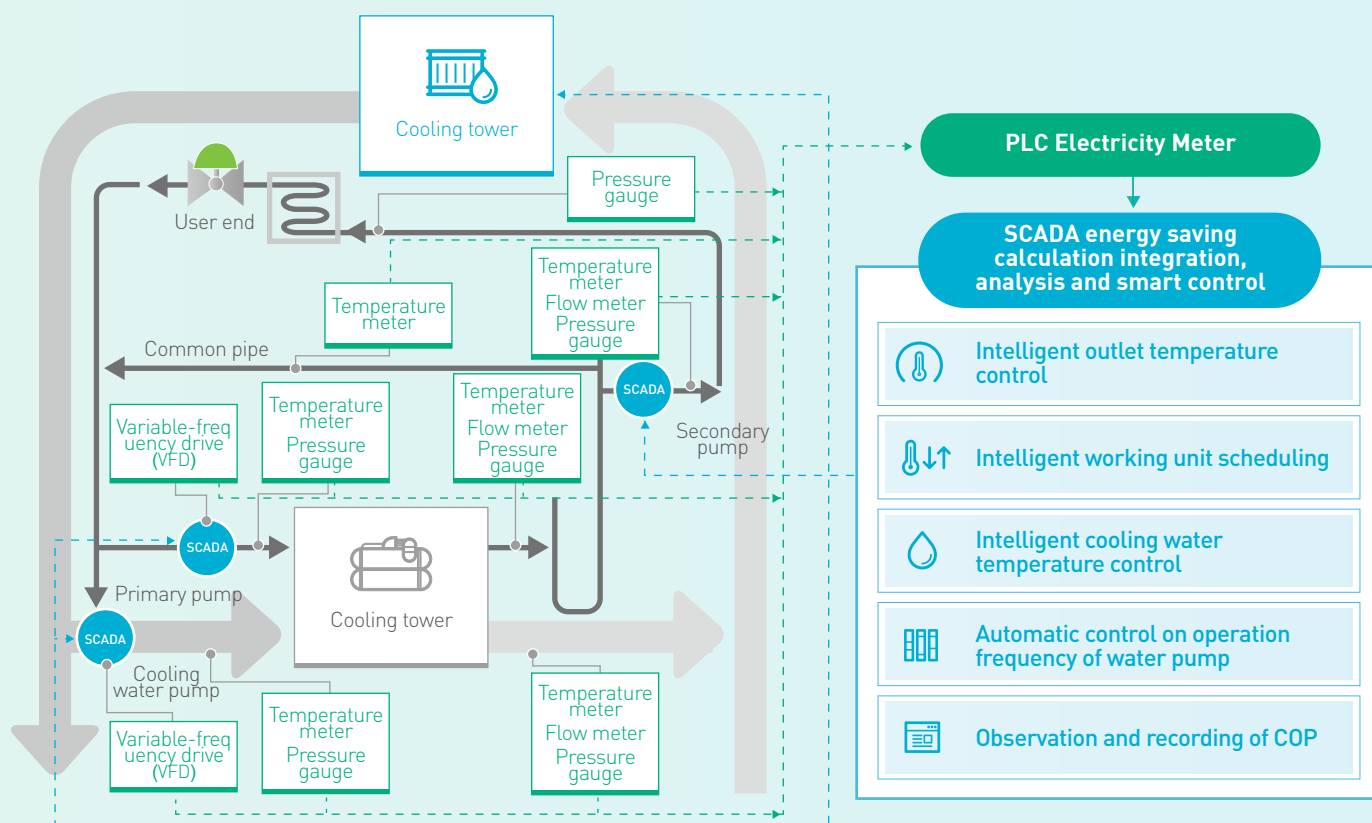 Cooling tower
PLC Electricity Meter
Pressure
gauge
User end
SCADA energy saving
calculation integration,
analysis and smart control
Temperature
meter
Flow meter
Pressure
gauge
Temperature
meter
Common pipe
Intelligent outlet temperature
control
SCADA
Secondary
pump
Variable-freq
uency drive
(VFD)
Temperature
meter
Pressure
gauge
Temperature
meter
Flow meter
Pressure
gauge
Intelligent working unit scheduling
SCADA
Primary pump
Cooling tower
Intelligent cooling water
temperature control
SCADA
Cooling
water pump
Automatic control on operation
frequency of water pump
Variable-freq
uency drive
(VFD)
Temperature
meter
Pressure
gauge
Temperature
meter
Flow meter
Pressure
gauge
Observation and recording of COP